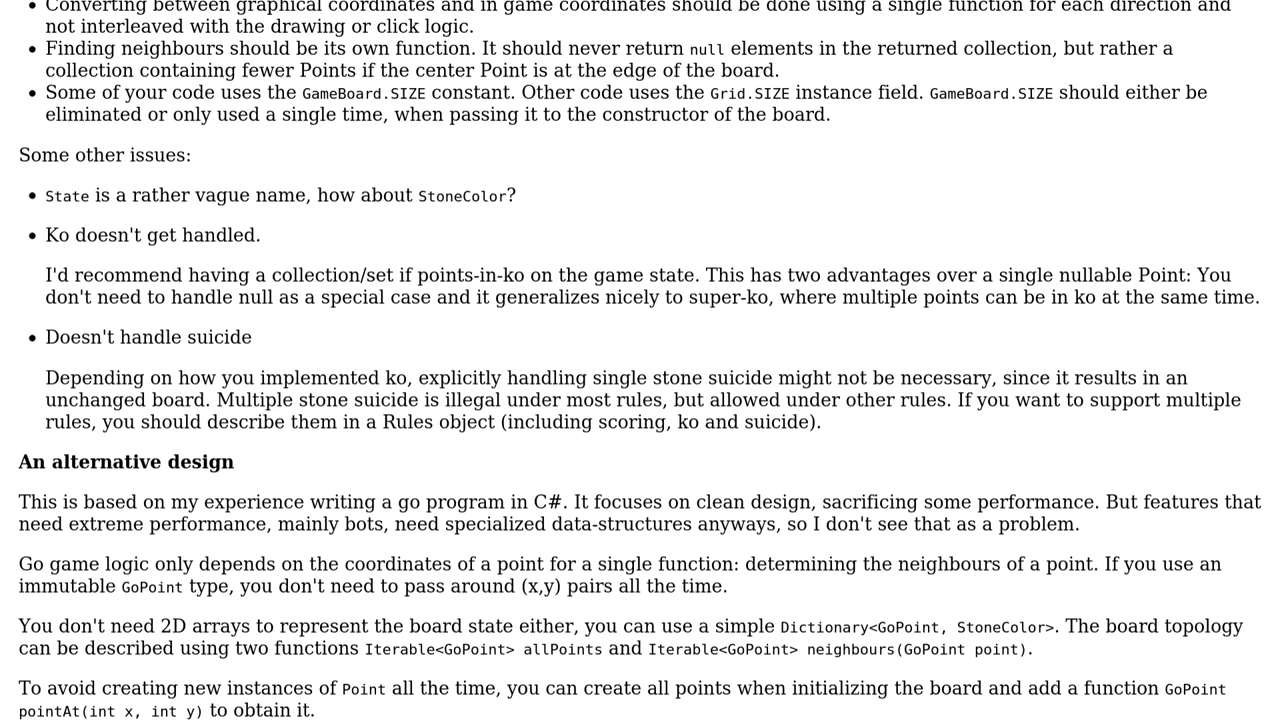 Converting between graphical coordinates and in game coordinates should be done using a single function for each direction and
not interleaved with the drawing or click logic.
Finding neighbours should be its own function. It should never return null elements in the returned collection, but rather a
collection containing fewer Points if the center Point is at the edge of the board.
Some of your code uses the GameBoard.SIZE constant. Other code uses the Grid.SIZE instance field. GameBoard.SIZE should either be
eliminated or only used a single time, when passing it to the constructor of the board.
Some other issues:
State is a rather vague name, how about StoneColor?
Ko doesn't get handled.
I'd recommend having a collection/set if points-in-ko on the game state. This has two advantages over a single nullable Point: You
don't need to handle null as a special case and it generalizes nicely to super-ko, where multiple points can be in ko at the same time.
Doesn't handle suicide
Depending on how you implemented ko, explicitly handling single stone suicide might not be necessary, since it results in an
unchanged board. Multiple stone suicide is illegal under most rules, but allowed under other rules. If you want to support multiple
rules, you should describe them in a Rules object (including scoring, ko and suicide).
An alternative design
This is based on my experience writing a go program in C#. It focuses on clean design, sacrificing some performance. But features that
need extreme performance, mainly bots, need specialized data-structures anyways, so I don't see that as a problem.
Go game logic only depends on the coordinates of a point for a single function: determining the neighbours of a point. If you use an
immutable GoPoint type, you don't need to pass around (x,y) pairs all the time.
You don't need 2D arrays to represent the board state either, you can use a simple Dictionary<GoPoint, StoneColor>. The board topology
can be described using two functions Iterable<GoPoint> allPoints and Iterable<GoPoint> neighbours(GoPoint point).
To avoid creating new instances of Point all the time, you can create all points when initializing the board and add a function GoPoint
pointAt(int x, int y) to obtain it.